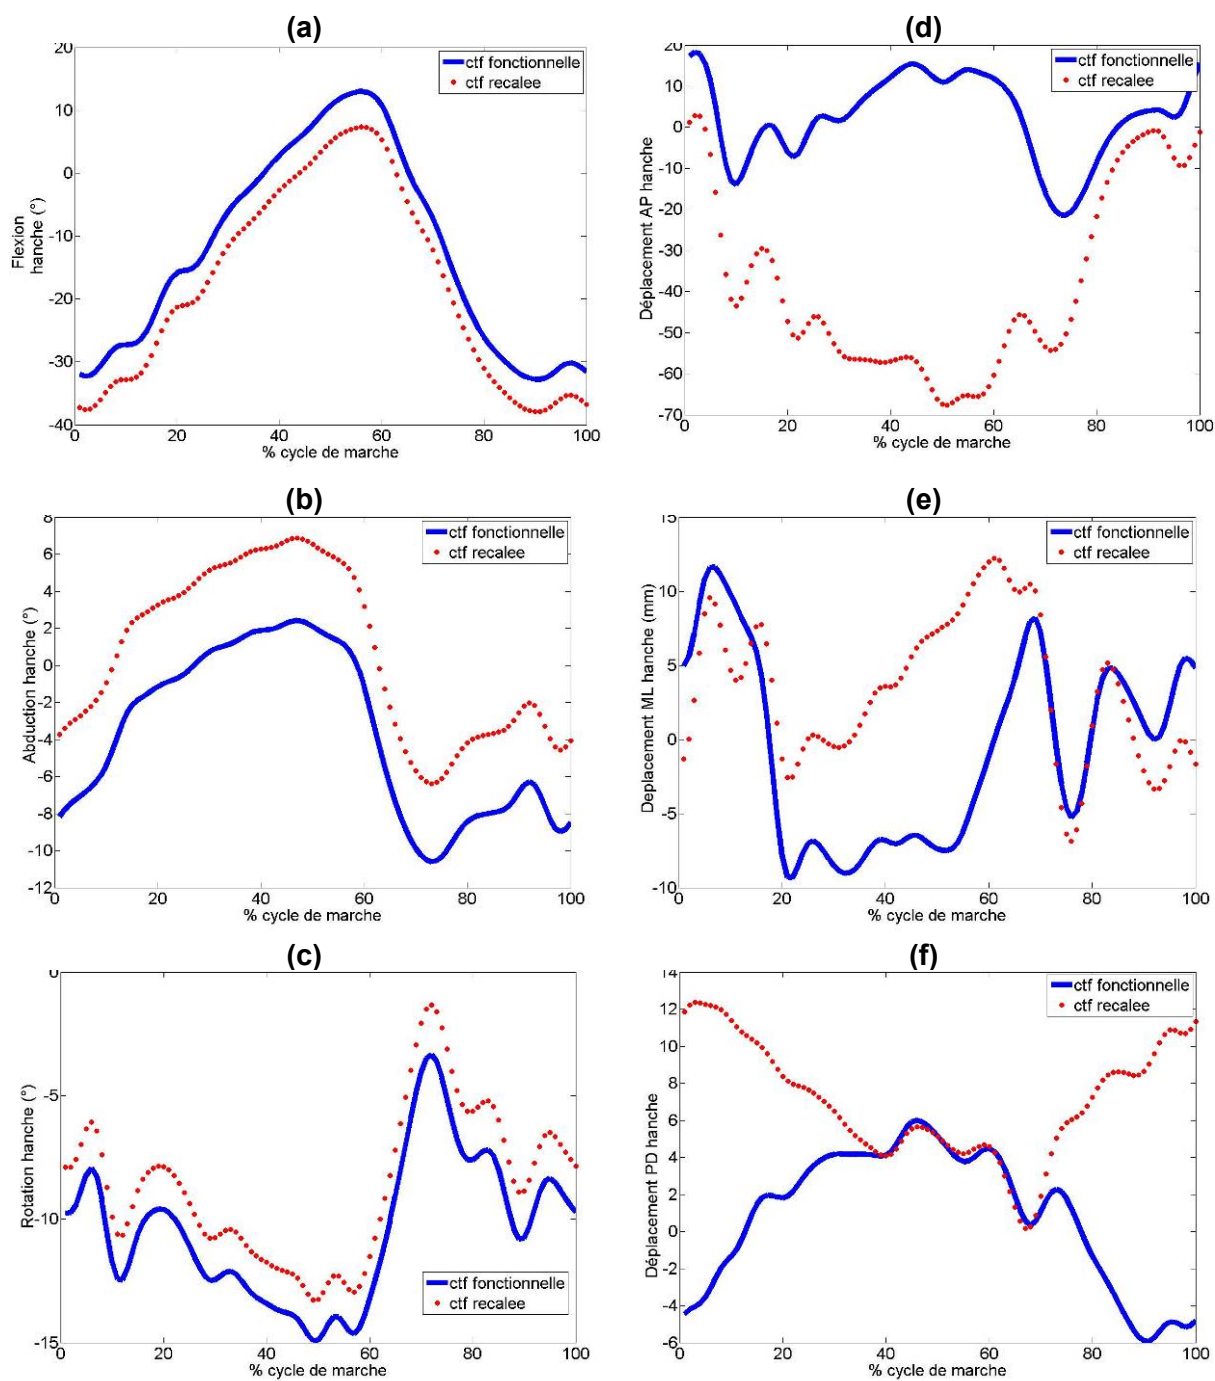 (a)
20
10
0
-10
-20
-30
-40
Flexion
hanche (°)
ctf fonctionnelle
ctf recalee
0 20 40 60 80 100
% cycle de marche
(d)
20
10
0
-10
-20
-30
-40
-50
-60
-70
Déplacement AP hanche
ctf fonctionnelle
ctf recalee
0 20 40 60 80 100
% cycle de marche
(b)
8
6
4
2
0
-2
-4
-6
-8
-10
-12
Abduction hanche (°)
ctf fonctionnelle
ctf recalee
0 20 40 60 80 100
% cycle de marche
(e)
15
10
5
0
-5
-10
Deplacement ML hanche (mm)
ctf fonctionnelle
ctf recalee
0 20 40 60 80 100
% cycle de marche
(c)
0
-5
-10
-15
Rotation hanche (°)
ctf fonctionnelle
ctf recalee
0 20 40 60 80 100
% cycle de marche
(f)
14
12
10
8
6
4
2
0
-2
-4
-6
Déplacement PD hanche
ctf fonctionnelle
ctf recalee
0 20 40 60 80 100
% cycle de marche